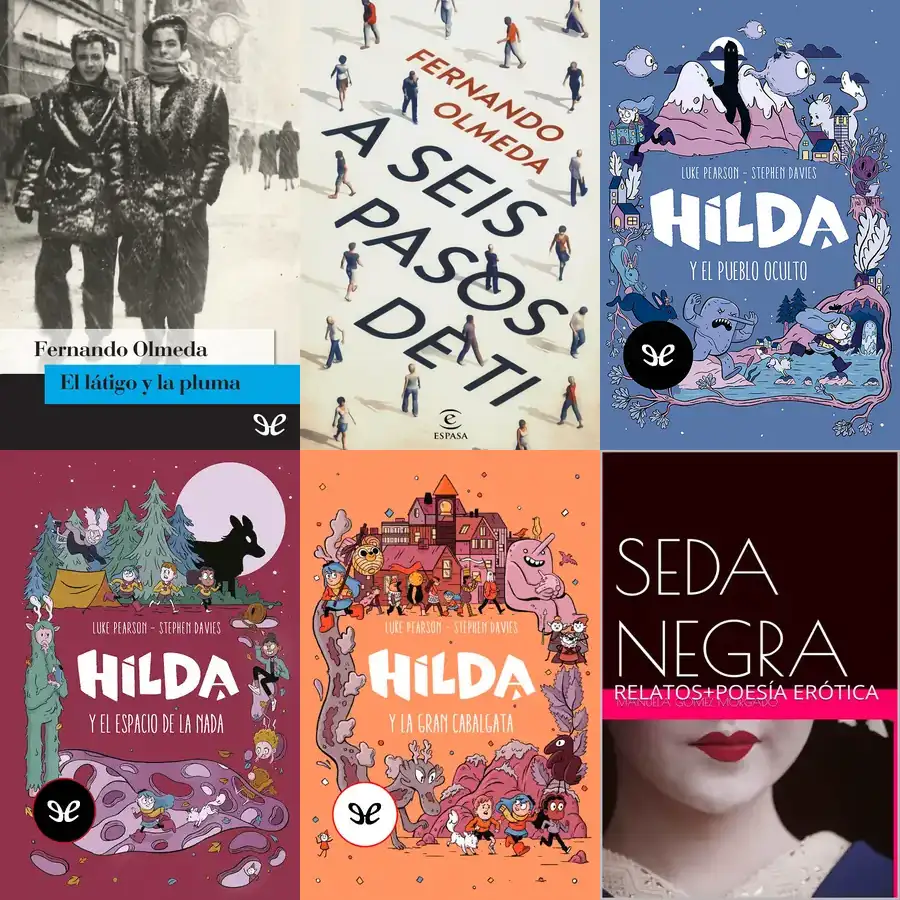 Fernando Olmeda
El látigo y la pluma
FERNANDO
OLMEDA
A SEIS
PASOS
DE TI
e
ESPASA
LUKE PEARSON - STEPHEN DAVIES
HiLDA
Y EL PUEBLO OCULTO
LUKE PEARSON - STEPHEN DAVIES
HiLDA
Y EL ESPACIO DE LA NADA
LUKE PEARSON - STEPHEN DAVIES
HiLDA
Y LA GRAN CABALGATA
SEDA
NEGRA
RELATOS+POESÍA ERÓTICA
MANUELA GÓMEZ MORGADO